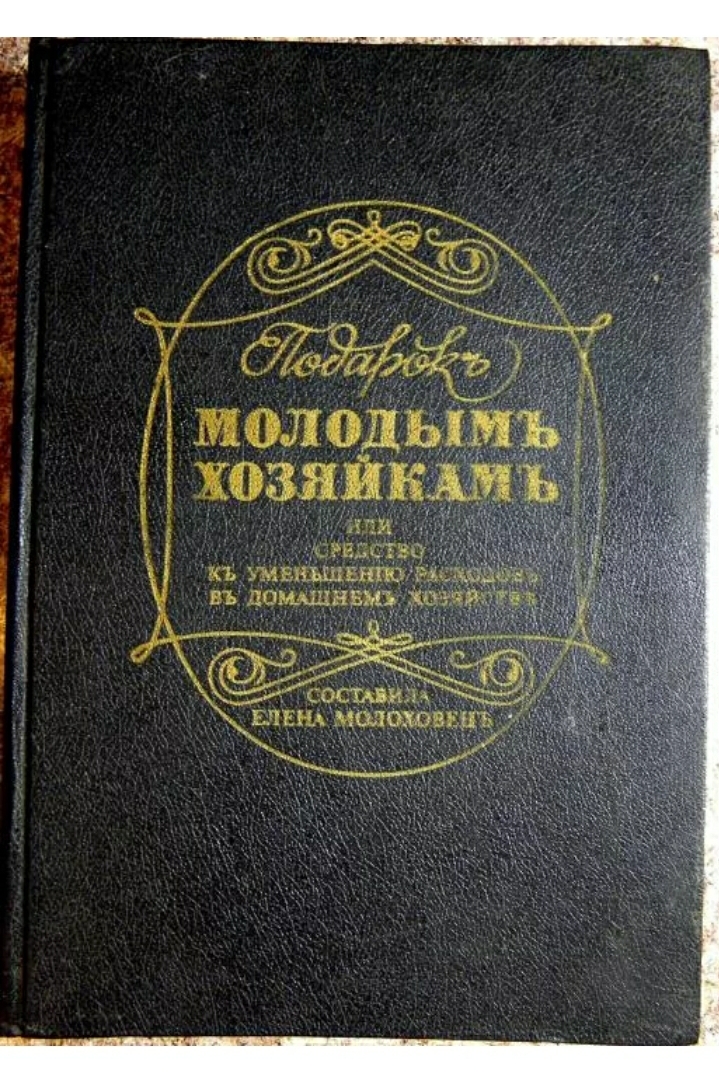 Подарокъ
МОЛОДЫМЪ
ХОЗЯЙКАМЪ
ИЛИ
СРЕДСТВО
КЪ УМЕНЬШЕНІЮ РАСХОДОВЪ
ВЪ ДОМАШНЕМЪ ХОЗЯЙСТВѢ
СОСТАВИЛА
ЕЛЕНА МОЛОХОВЕЦЪ